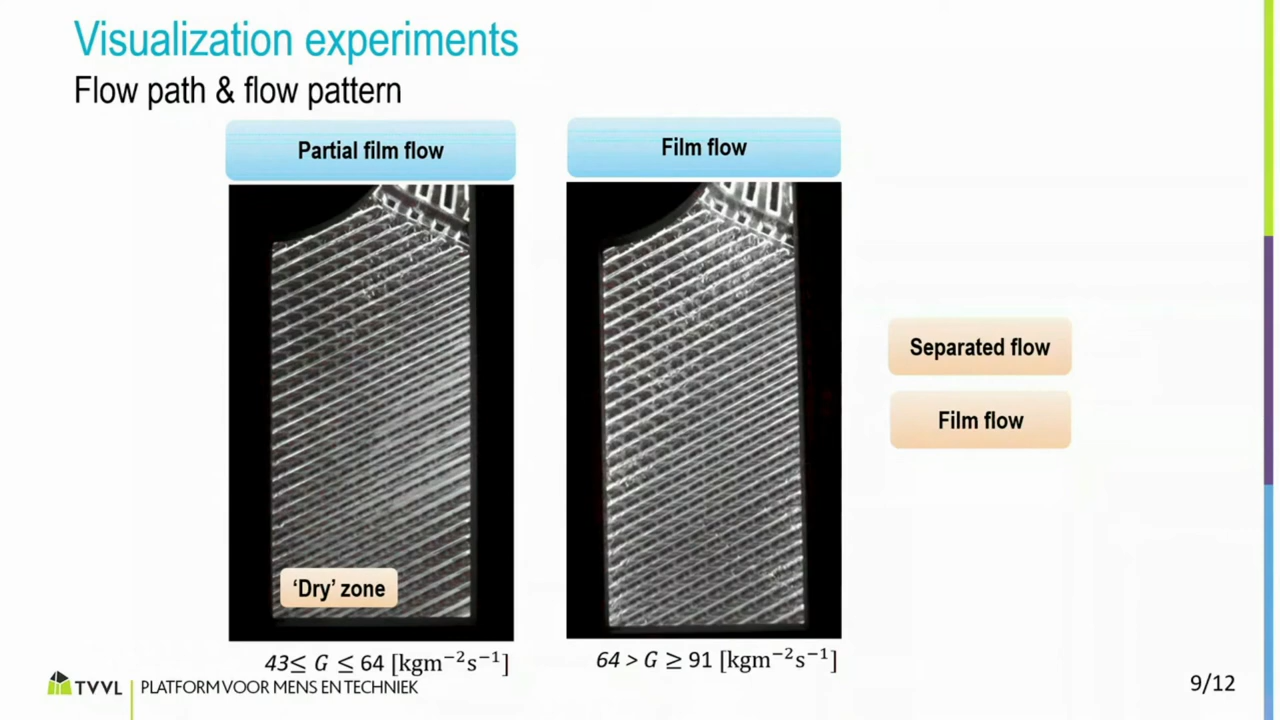 Visualization experiments
Flow path & flow pattern
Partial film flow
Film flow
Separated flow
Film flow
‘Dry’ zone
43≤ G ≤ 64 [kgm⁻²s⁻¹]
64 > G ≥ 91 [kgm⁻²s⁻¹]
TVVL
PLATFORM VOOR MENS EN TECHNIEK
9/12